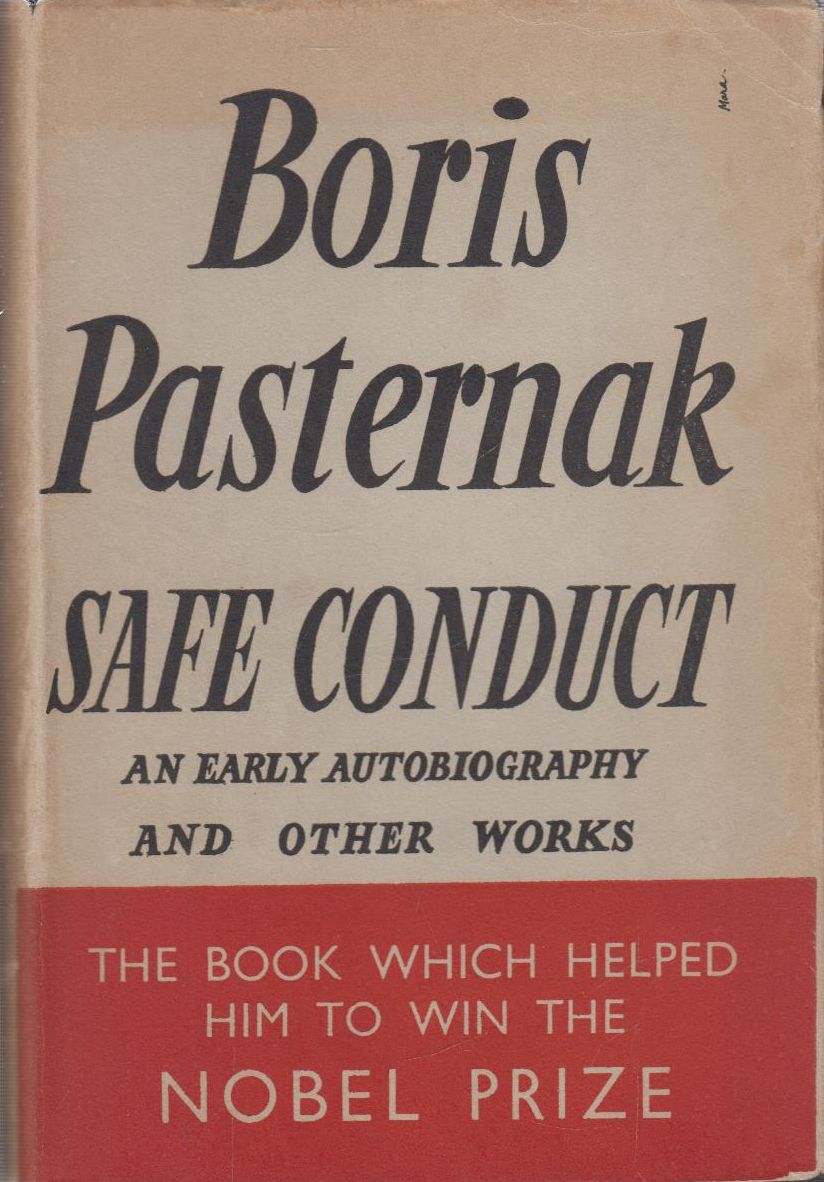 Mara.
Boris
Pasternak
SAFE CONDUCT
AN EARLY AUTOBIOGRAPHY
AND OTHER WORKS
THE BOOK WHICH HELPED
HIM TO WIN THE
NOBEL PRIZE